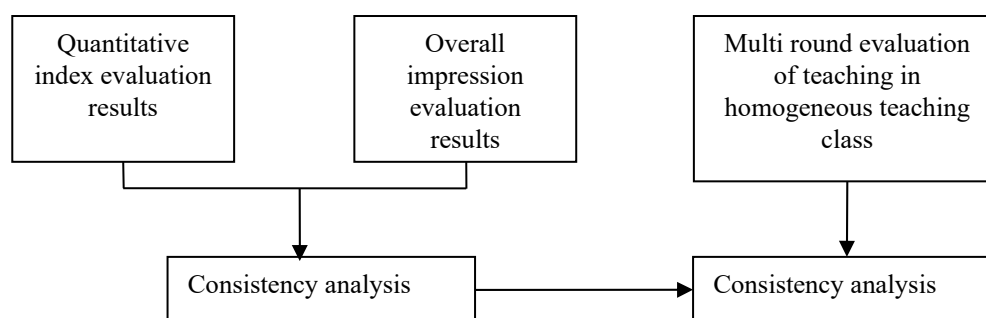 Quantitative
index evaluation
results
Overall
impression
evaluation
results
Multi round evaluation
of teaching in
homogeneous teaching
class
Consistency analysis
Consistency analysis